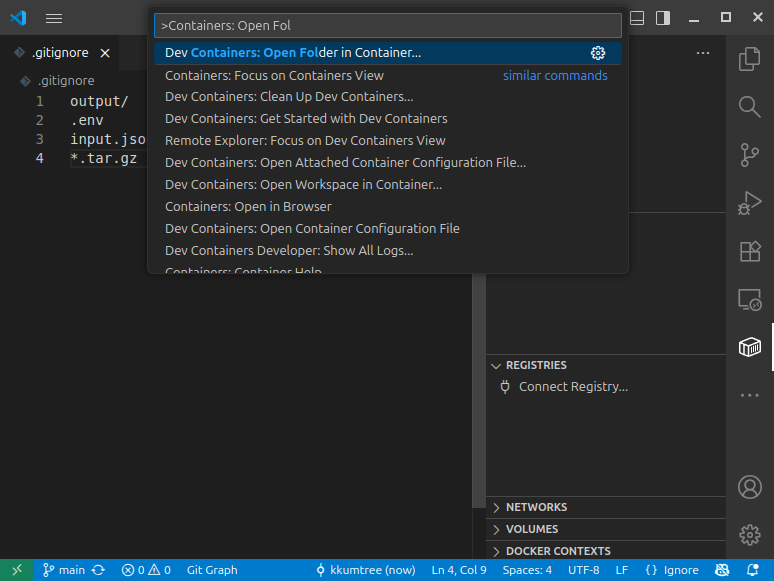 >Containers: Open Fol
Dev Containers: Open Folder in Container...
Containers: Focus on Containers View similar commands
Dev Containers: Clean Up Dev Containers...
Dev Containers: Get Started with Dev Containers
Remote Explorer: Focus on Dev Containers View
Dev Containers: Open Attached Container Configuration File...
Dev Containers: Open Workspace in Container...
Containers: Open in Browser
Dev Containers: Open Container Configuration File
Dev Containers Developer: Show All Logs...
Containers: Container Help
.gitignore
.gitignore
1 output/
2 .env
3 input.jso
4 *.tar.gz
REGISTRIES
Connect Registry...
NETWORKS
VOLUMES
DOCKER CONTEXTS
main 0 0 Git Graph kkumtree (now) Ln 4, Col 9 Spaces: 4 UTF-8 LF { } Ignore